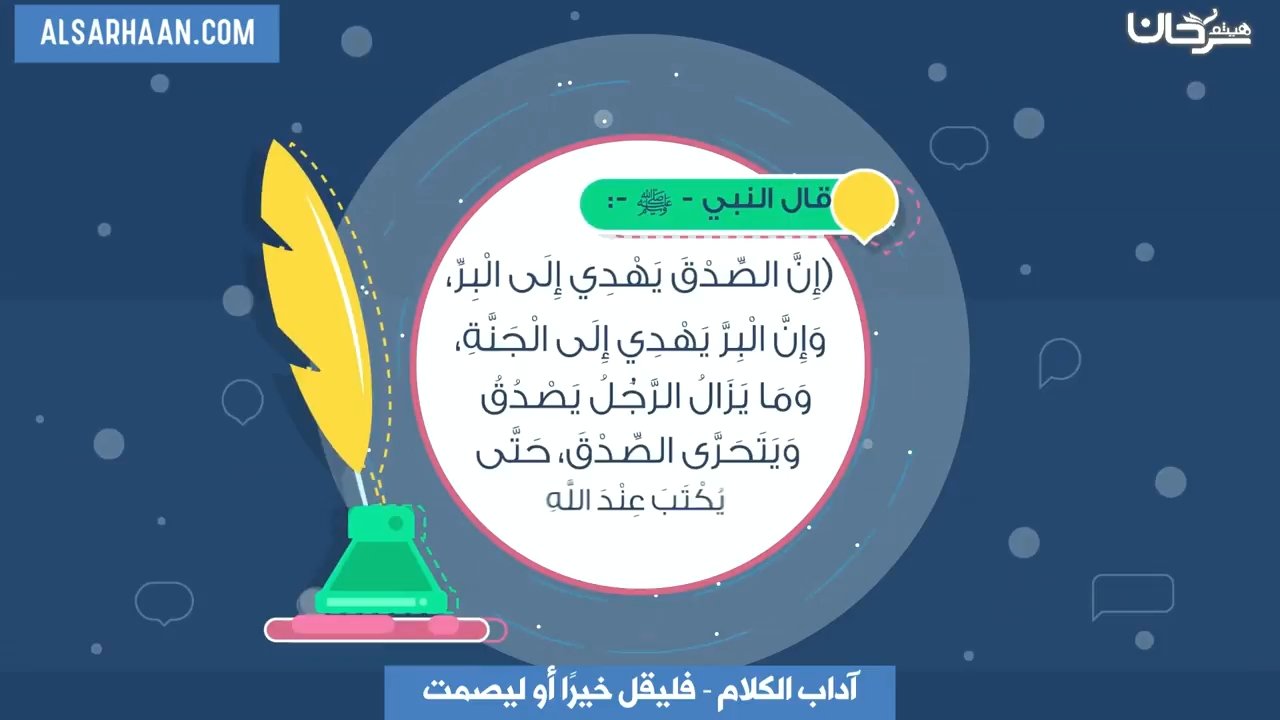 ALSARHAAN.COM
هيثم سرحان
قال النبي - ﷺ -:
(إِنَّ الصِّدْقَ يَهْدِي إِلَى الْبِرِّ،
وَإِنَّ الْبِرَّ يَهْدِي إِلَى الْجَنَّةِ،
وَمَا يَزَالُ الرَّجُلُ يَصْدُقُ
وَيَتَحَرَّى الصِّدْقَ، حَتَّى
يُكْتَبَ عِنْدَ اللَّهِ
آداب الكلام - فليقل خيرًا أو ليصمت